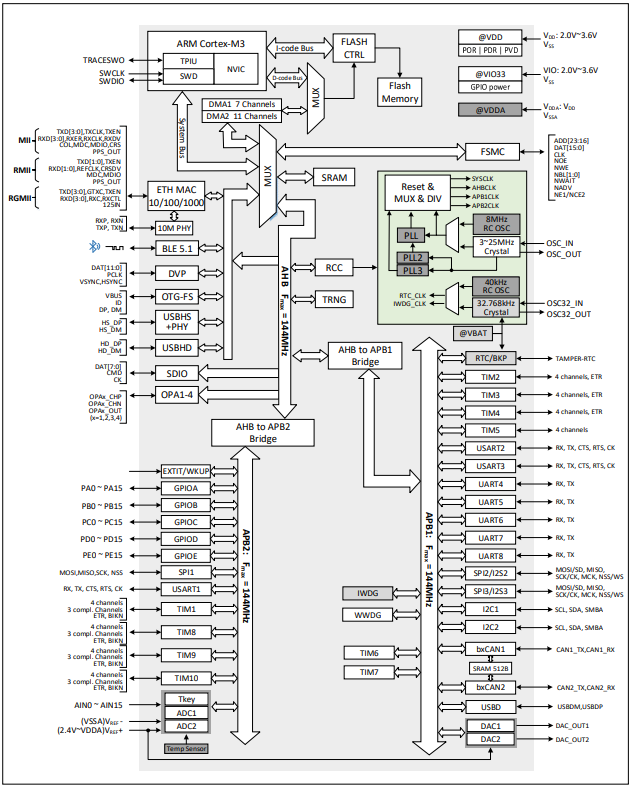 ARM Cortex-M3
TPIU
SWD
NVIC
TRACESWO
SWCLK
SWDIO
I-code Bus
D-code Bus
System Bus
FLASH
CTRL
Flash
Memory
MUX
DMA1 7 Channels
DMA2 11 Channels
MUX
@VDD
POR | PDR | PVD
VDD: 2.0V~3.6V
VSS
@VIO33
GPIO power
VIO: 2.0V~3.6V
VSS
@VDDA
VDDA: VDD
VSSA
MII
TXD[3:0],TXCLK,TXEN
RXD[3:0],RXER,RXCLK,RXDV
COL,MDC,MDIO,CRS
PPS_OUT
RMII
TXD[1:0],TXEN
RXD[1:0],REFCLK,CRSDV
MDC,MDIO
PPS_OUT
RGMII
TXD[3:0],GTXC,TXEN
RXD[3:0],RXC,RXCTL
125IN
ETH MAC
10/100/1000
RXP, RXN
TXP, TXN
10M PHY
BLE 5.1
DAT[11:0]
PCLK
VSYNC,HSYNC
DVP
VBUS
ID
DP, DM
OTG-FS
HS_DP
HS_DM
USBHS
+PHY
HD_DP
HD_DM
USBHD
DAT[7:0]
CMD
CK
SDIO
OPAx_CHP
OPAx_CHN
OPAx_OUT
(x=1,2,3,4)
OPA1-4
SRAM
FSMC
ADD[23:16]
DAT[15:0]
CLK
NOE
NWE
NBL[1:0]
NWAIT
NADV
NE1/NCE2
RCC
TRNG
AHB Fmax = 144MHz
Reset &
MUX & DIV
SYSCLK
AHBCLK
APB1CLK
APB2CLK
PLL
PLL2
PLL3
8MHz
RC OSC
3~25MHz
Crystal
OSC_IN
OSC_OUT
40kHz
RC OSC
RTC_CLK
IWDG_CLK
32.768kHz
Crystal
OSC32_IN
OSC32_OUT
@VBAT
AHB to APB1
Bridge
AHB to APB2
Bridge
EXTIT/WKUP
PA0 ~ PA15
GPIOA
PB0 ~ PB15
GPIOB
PC0 ~ PC15
GPIOC
PD0 ~ PD15
GPIOD
PE0 ~ PE15
GPIOE
MOSI,MISO,SCK, NSS
SPI1
RX, TX, CTS, RTS, CK
USART1
4 channels
3 compl. Channels
ETR, BIKN
TIM1
4 channels
3 compl. Channels
ETR, BIKN
TIM8
4 channels
3 compl. Channels
ETR, BIKN
TIM9
4 channels
3 compl. Channels
ETR, BIKN
TIM10
AIN0 ~ AIN15
(VSSA)VREF-
(2.4V~VDDA)VREF+
Tkey
ADC1
ADC2
Temp Sensor
APB2: Fmax = 144MHz
IWDG
WWDG
TIM6
TIM7
APB1: Fmax = 144MHz
RTC/BKP
TAMPER-RTC
TIM2
4 channels, ETR
TIM3
4 channels, ETR
TIM4
4 channels, ETR
TIM5
4 channels
USART2
RX, TX, CTS, RTS, CK
USART3
RX, TX, CTS, RTS, CK
UART4
RX, TX
UART5
RX, TX
UART6
RX, TX
UART7
RX, TX
UART8
RX, TX
SPI2/I2S2
MOSI/SD, MISO,
SCK/CK, MCK, NSS/WS
SPI3/I2S3
MOSI/SD, MISO,
SCK/CK, MCK, NSS/WS
I2C1
SCL, SDA, SMBA
I2C2
SCL, SDA, SMBA
bxCAN1
CAN1_TX,CAN1_RX
SRAM 512B
bxCAN2
CAN2_TX,CAN2_RX
USBD
USBDM,USBDP
DAC1
DAC_OUT1
DAC2
DAC_OUT2